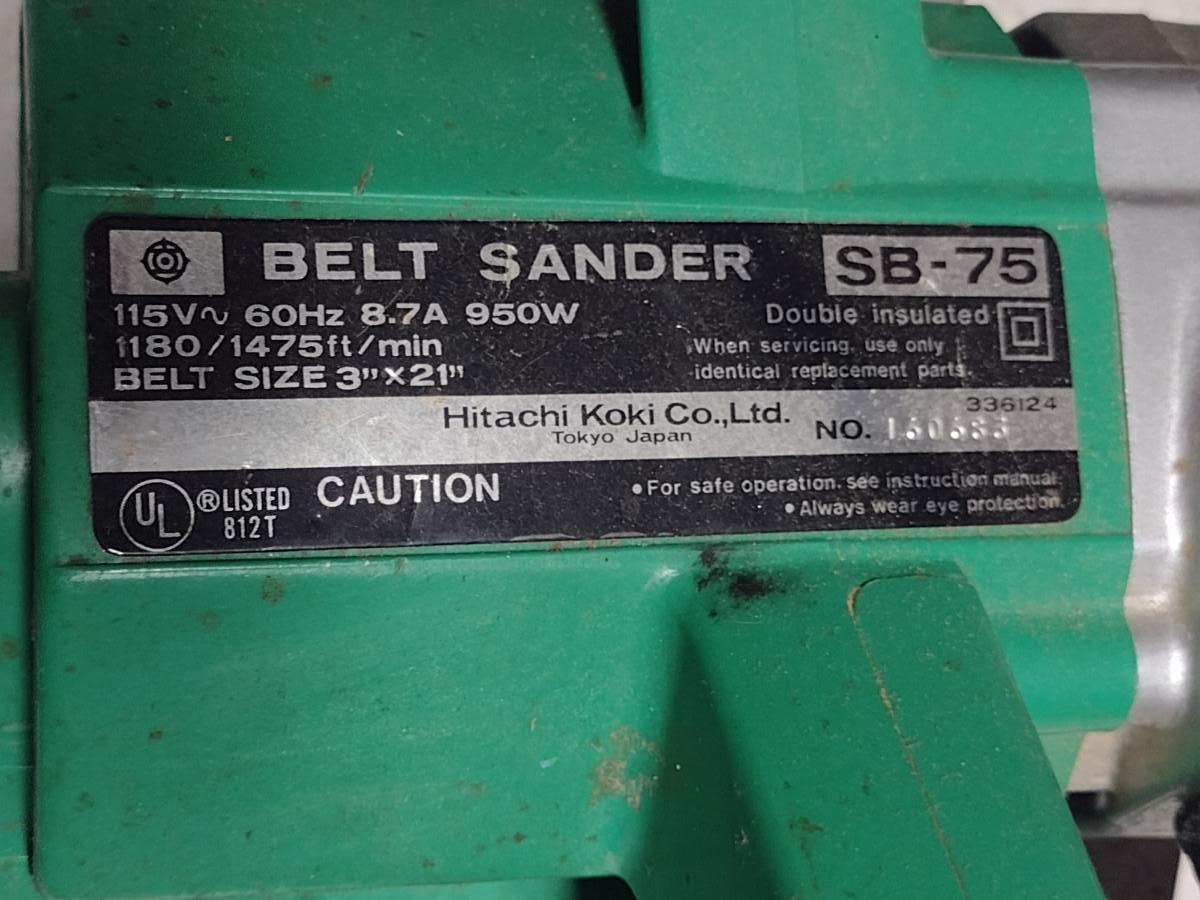 BELT SANDER SB-75
115V~ 60Hz 8.7A 950W
Double insulated
1180/1475ft/min
When servicing, use only
BELT SIZE 3"×21"
identical replacement parts.
336124
Hitachi Koki Co.,Ltd.
Tokyo Japan
NO.
UL
®LISTED
812T
CAUTION
•For safe operation. see instruction manual.
•Always wear eye protection.